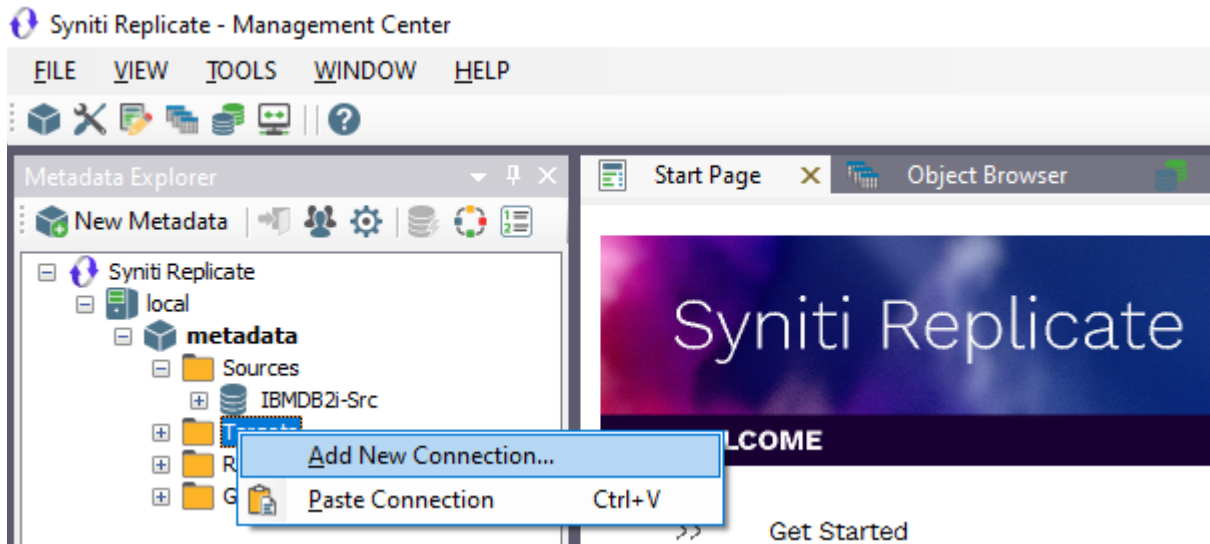 Syniti Replicate - Management Center
FILE VIEW TOOLS WINDOW HELP
Metadata Explorer
Start Page
Object Browser
New Metadata
Syniti Replicate
local
metadata
Sources
IBMDB2i-Src
Add New Connection...
R
G
Paste Connection Ctrl+V
Syniti Replicate
LCOME
>> Get Started